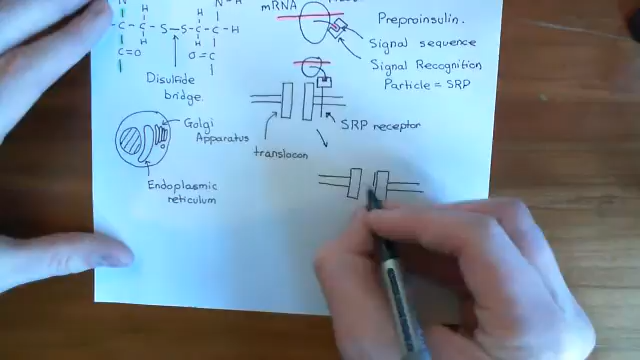 mRNA
Preproinsulin.
Signal sequence
Signal Recognition
Particle = SRP
N
N-H
H
H
-C-C-S-S-C-C-H
H
H
C=O
O=C
Disulfide
bridge.
SRP receptor
translocon
Golgi
Apparatus
Endoplasmic
reticulum